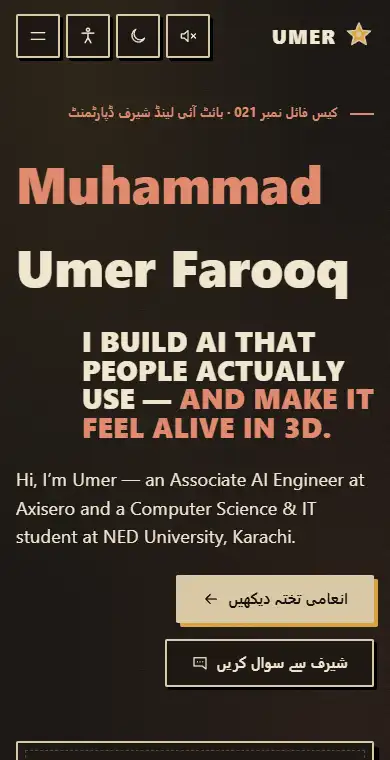 UMER
کیس فائل نمبر 021 · بائٹ آئی لینڈ شیرف ڈپارٹمنٹ
Muhammad
Umer Farooq
I BUILD AI THAT
PEOPLE ACTUALLY
USE — AND MAKE IT
FEEL ALIVE IN 3D.
Hi, I’m Umer — an Associate AI Engineer at
Axisero and a Computer Science & IT
student at NED University, Karachi.
انعامی تختہ دیکھیں ←
شیرف سے سوال کریں